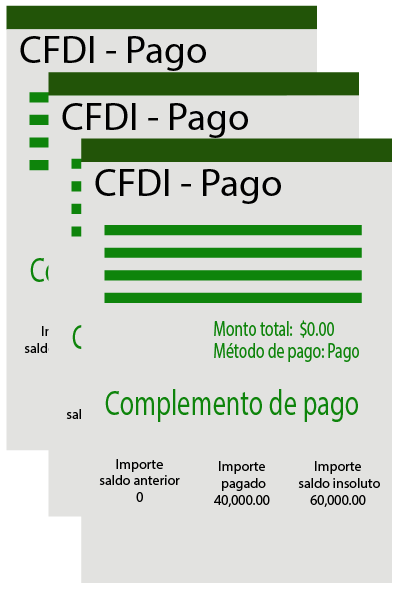 CFDI - Pago
CFDI - Pago
CFDI - Pago
Monto total: $0.00
Método de pago: Pago
Complemento de pago
Importe
saldo anterior
0
Importe
pagado
40,000.00
Importe
saldo insoluto
60,000.00